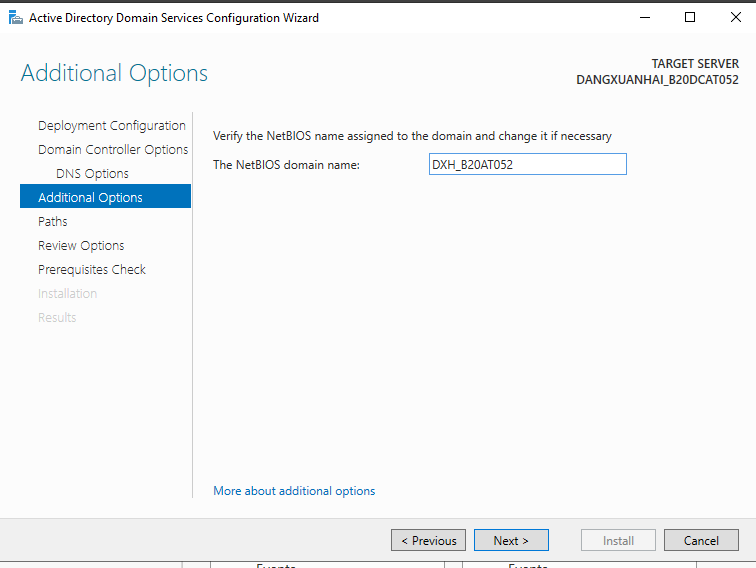 Active Directory Domain Services Configuration Wizard
Additional Options
TARGET SERVER
DANGXUANHAI_B20DCAT052
Deployment Configuration
Domain Controller Options
DNS Options
Additional Options
Paths
Review Options
Prerequisites Check
Installation
Results
Verify the NetBIOS name assigned to the domain and change it if necessary
The NetBIOS domain name: DXH_B20AT052
More about additional options
< Previous Next > Install Cancel
Events Events